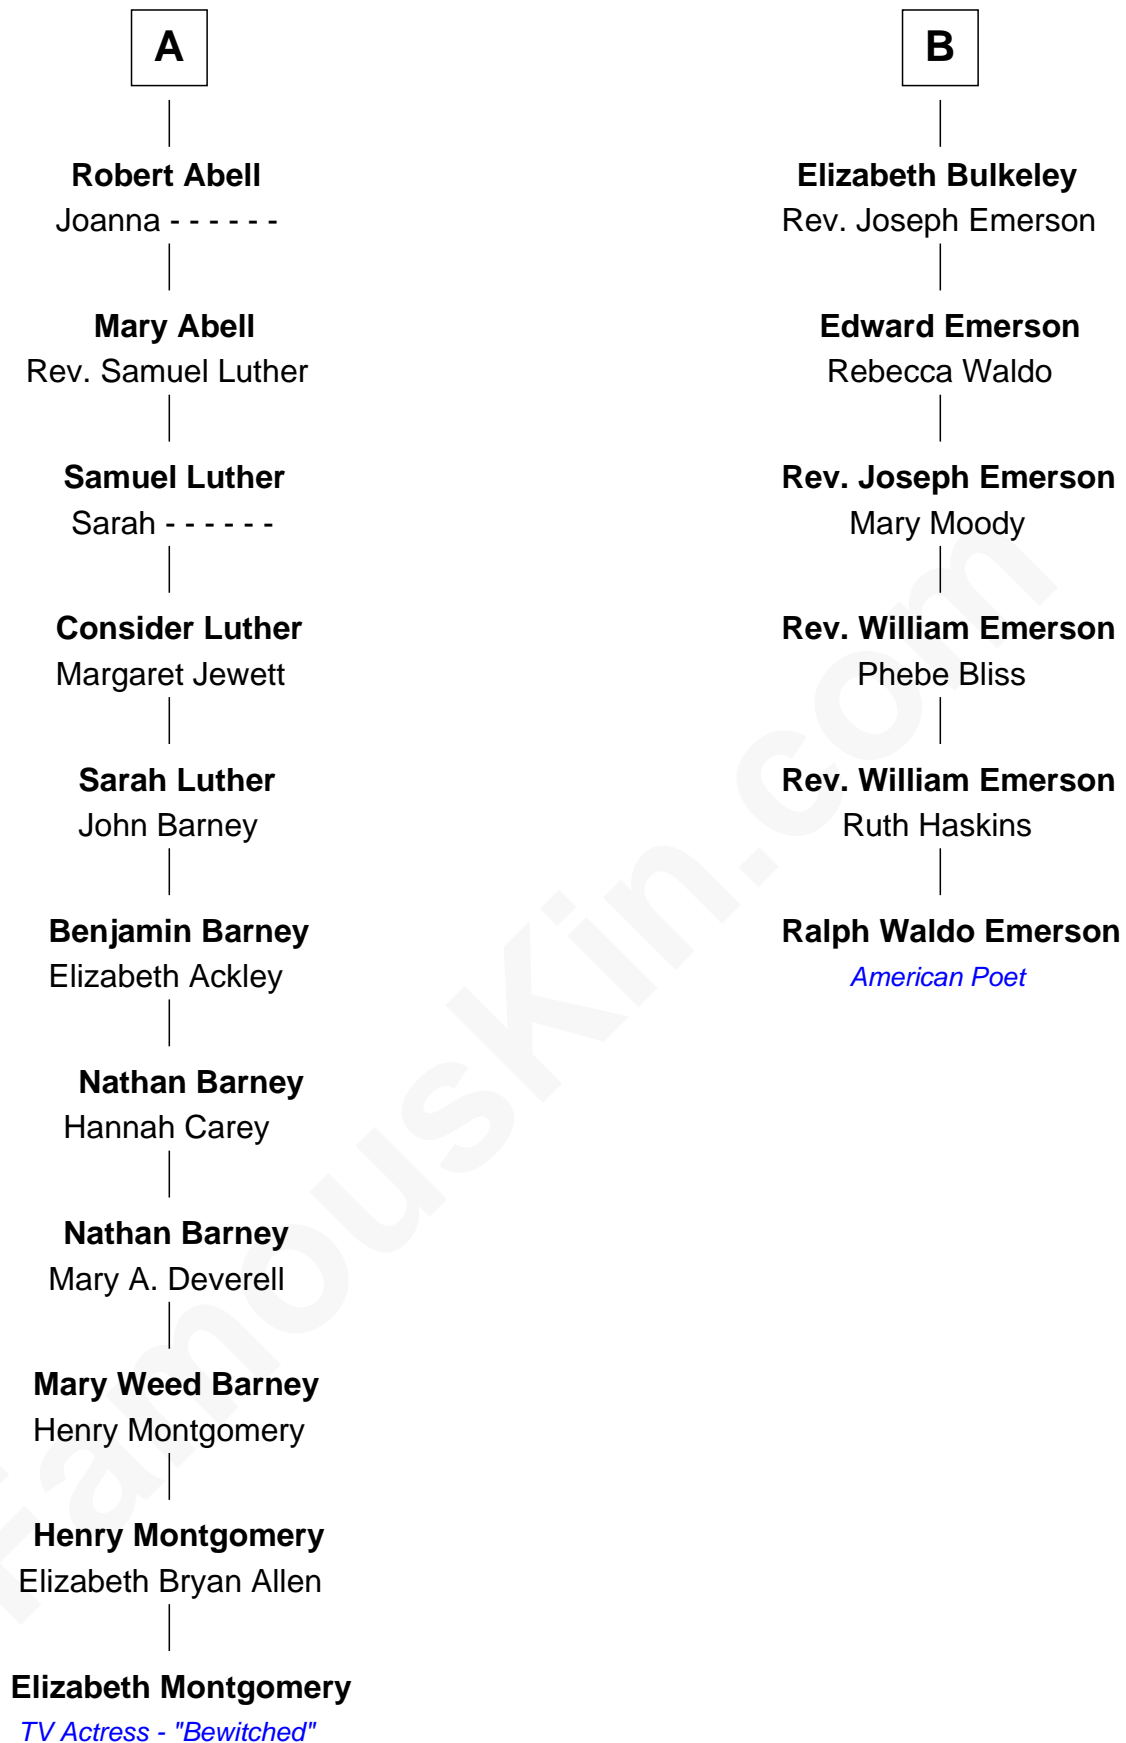 A
Robert Abell
Joanna - - - - - -
Mary Abell
Rev. Samuel Luther
Samuel Luther
Sarah - - - - - -
Consider Luther
Margaret Jewett
Sarah Luther
John Barney
Benjamin Barney
Elizabeth Ackley
Nathan Barney
Hannah Carey
Nathan Barney
Mary A. Deverell
Mary Weed Barney
Henry Montgomery
Henry Montgomery
Elizabeth Bryan Allen
Elizabeth Montgomery
TV Actress - "Bewitched"
B
Elizabeth Bulkeley
Rev. Joseph Emerson
Edward Emerson
Rebecca Waldo
Rev. Joseph Emerson
Mary Moody
Rev. William Emerson
Phebe Bliss
Rev. William Emerson
Ruth Haskins
Ralph Waldo Emerson
American Poet
FamousKin.com